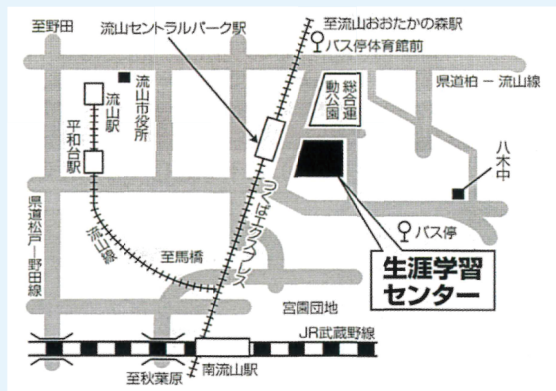 至野田
流山セントラルパーク駅
至流山おおたかの森駅
バス停体育館前
県道柏－流山線
流山市役所
流山駅
平和台駅
総合運
動公園
八木中
つくばエクスプレス
バス停
県道松戸－野田線
流山線
至馬橋
生涯学習
センター
宮園団地
JR武蔵野線
至秋葉原
南流山駅